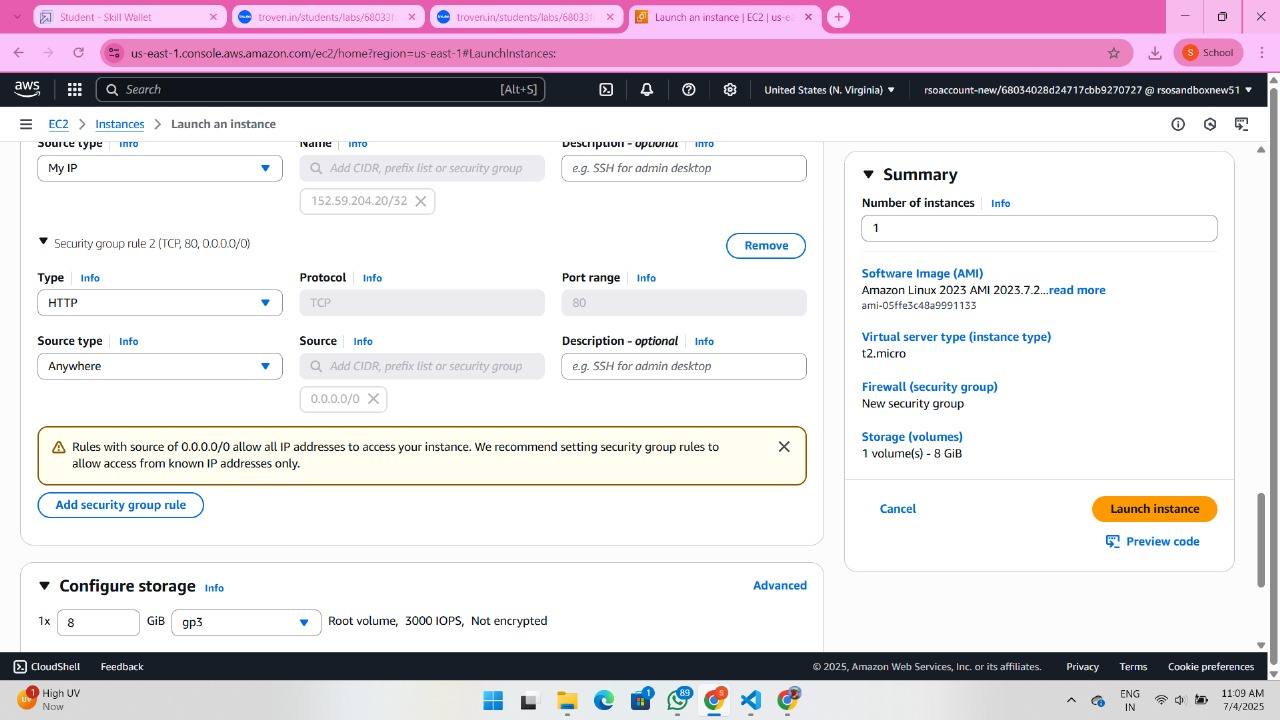 Student - Skill Wallet
troven.in/students/labs/68033f
troven.in/students/labs/68033f
Launch an instance | EC2 | us-ea
us-east-1.console.aws.amazon.com/ec2/home?region=us-east-1#LaunchInstances:
S School
aws
Search [Alt+S]
United States (N. Virginia)
rsoaccount-new/68034028d24717cbb9270727 @ rsosandboxnew51
EC2 > Instances > Launch an instance
Source type Info Name Info Description - optional Info
My IP Add CIDR, prefix list or security group e.g. SSH for admin desktop
152.59.204.20/32
Security group rule 2 (TCP, 80, 0.0.0.0/0) Remove
Type Info Protocol Info Port range Info
HTTP TCP 80
Source type Info Source Info Description - optional Info
Anywhere Add CIDR, prefix list or security group e.g. SSH for admin desktop
0.0.0.0/0
Rules with source of 0.0.0.0/0 allow all IP addresses to access your instance. We recommend setting security group rules to
allow access from known IP addresses only.
Add security group rule
Configure storage Info Advanced
1x 8 GiB gp3 Root volume, 3000 IOPS, Not encrypted
Summary
Number of instances Info
1
Software Image (AMI)
Amazon Linux 2023 AMI 2023.7.2...read more
ami-05ffe3c48a9991133
Virtual server type (instance type)
t2.micro
Firewall (security group)
New security group
Storage (volumes)
1 volume(s) - 8 GiB
Cancel Launch instance
Preview code
CloudShell Feedback © 2025, Amazon Web Services, Inc. or its affiliates. Privacy Terms Cookie preferences
UV 1 High UV
Now
1
89
S
2
ENG
IN
11:09 AM
7/4/2025